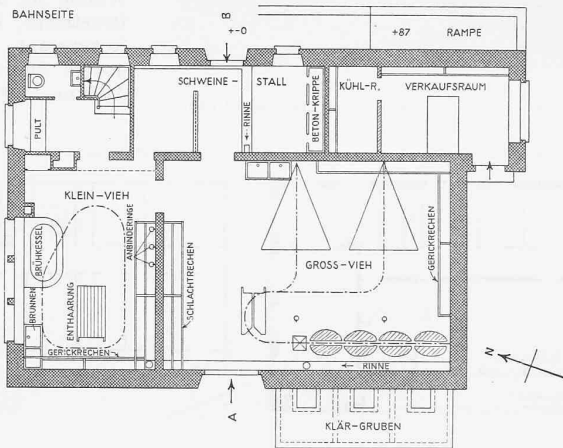 BAHNSEITE
B
+-0
+87 RAMPE
SCHWEINE - STALL
KÜHL-R.
VERKAUFSRAUM
BETON-KRIPPE
RINNE
PULT
KLEIN-VIEH
BRÜHKESSEL
BRUNNEN
ENTHAARUNG
ANBINDERINGE
SCHLACHTRECHEN
GERICKRECHEN
GROSS-VIEH
GERICKRECHEN
RINNE
A
KLÄR-GRUBEN
N